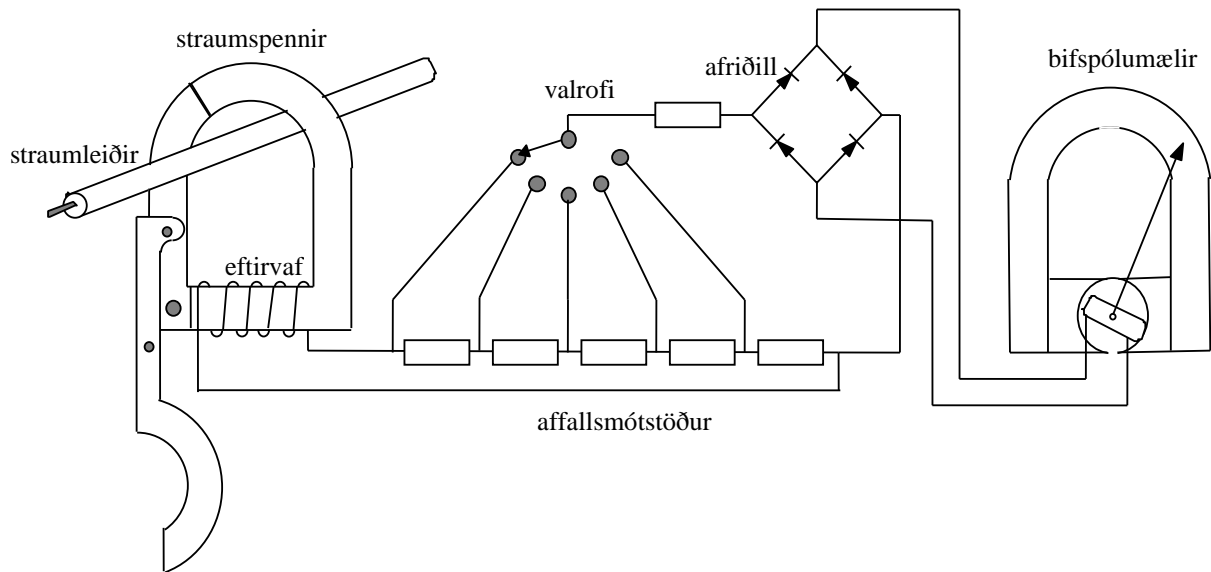 straumspennir
afriðill
bifspólumælir
valrofi
straumleiðir
eftirvaf
affallsmótstöður